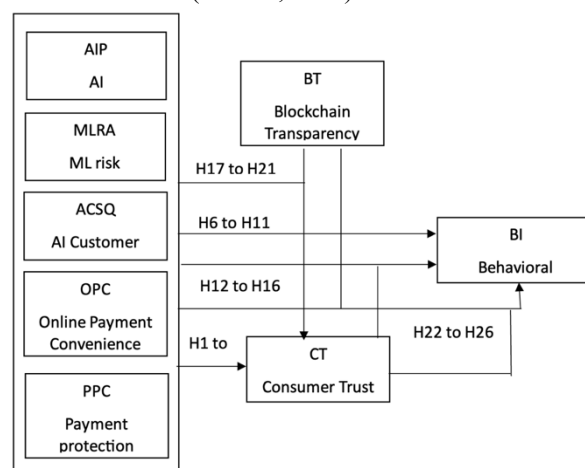 AIP
AI
MLRA
ML risk
ACSQ
AI Customer
OPC
Online Payment
Convenience
PPC
Payment
protection
BT
Blockchain
Transparency
H17 to H21
H6 to H11
H12 to H16
H1 to
CT
Consumer Trust
H22 to H26
BI
Behavioral